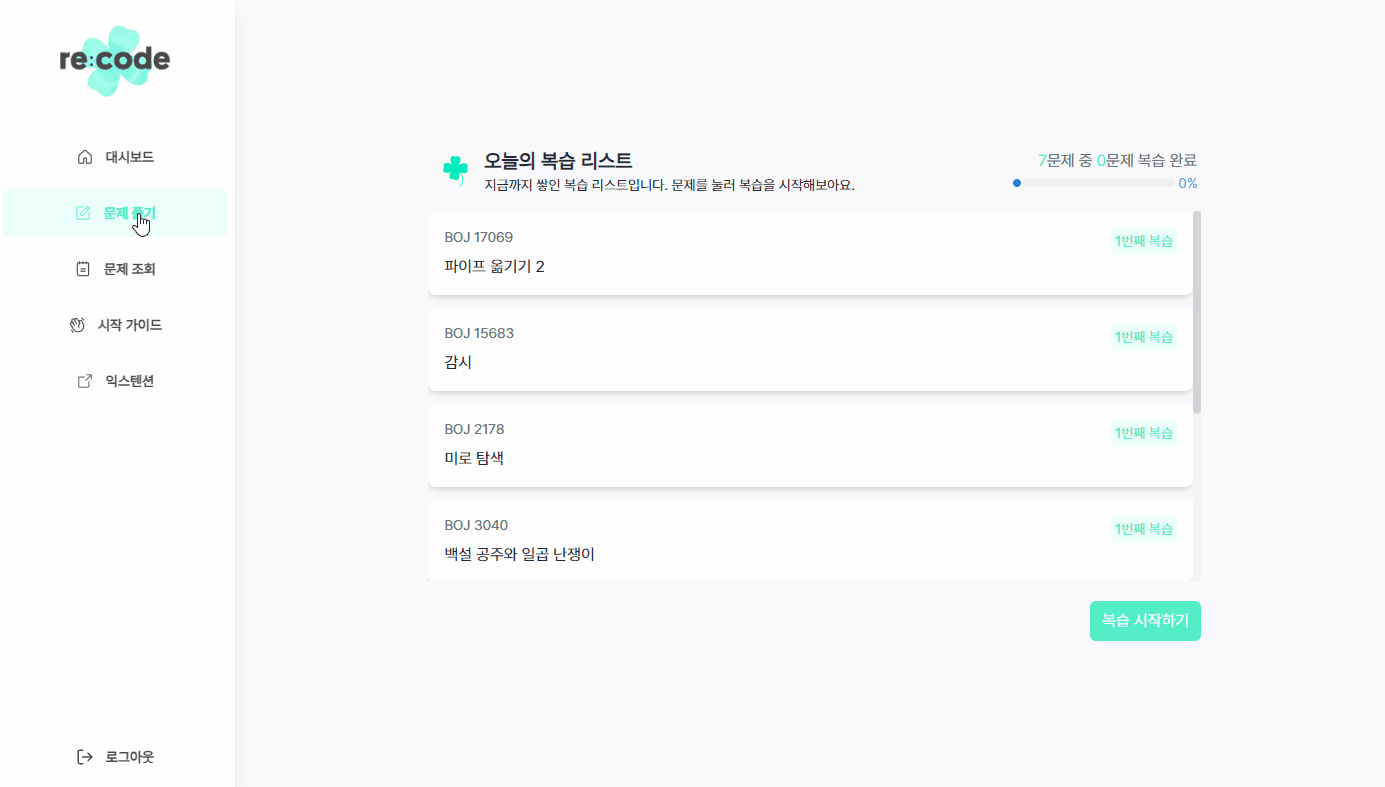 re:code
대시보드
문제 풀기
문제 조회
시작 가이드
익스텐션
로그아웃
오늘의 복습 리스트
지금까지 쌓인 복습 리스트입니다. 문제를 눌러 복습을 시작해보아요.
7문제 중 0문제 복습 완료
0%
BOJ 17069
1번째 복습
파이프 옮기기 2
BOJ 15683
1번째 복습
감시
BOJ 2178
1번째 복습
미로 탐색
BOJ 3040
1번째 복습
백설 공주와 일곱 난쟁이
복습 시작하기